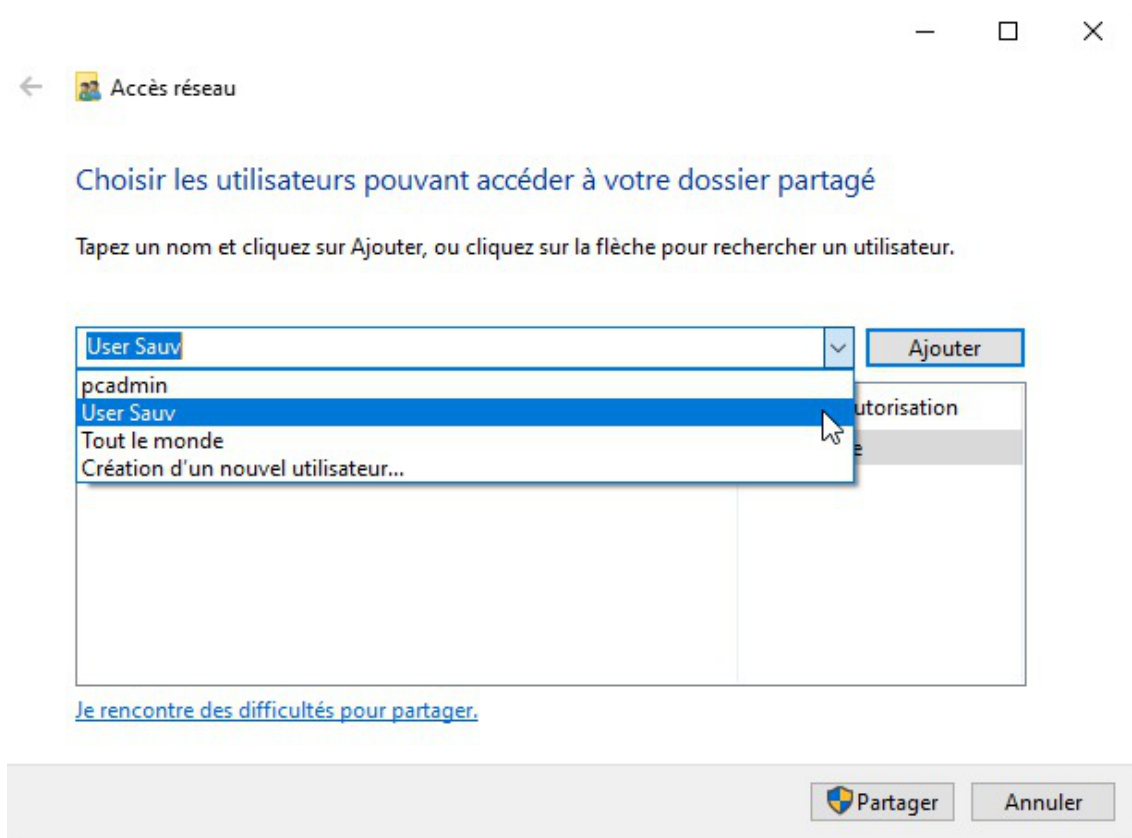 Accès réseau
Choisir les utilisateurs pouvant accéder à votre dossier partagé
Tapez un nom et cliquez sur Ajouter, ou cliquez sur la flèche pour rechercher un utilisateur.
User Sauv
Ajouter
pcadmin
User Sauv
Tout le monde
Création d'un nouvel utilisateur...
Je rencontre des difficultés pour partager.
Partager
Annuler